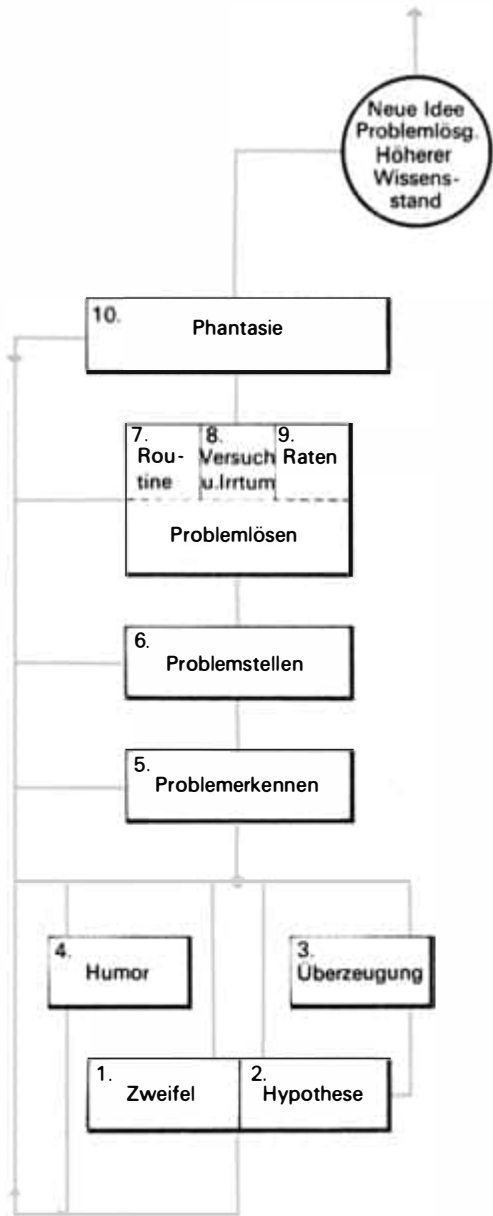 Neue Idee
Problemlösg.
Höherer
Wissens-
stand
10.
Phantasie
7.
Rou-
tine
8.
Versuch
u.Irrtum
9.
Raten
Problemlösen
6.
Problemstellen
5.
Problemerkennen
4.
Humor
3.
Überzeugung
1.
Zweifel
2.
Hypothese